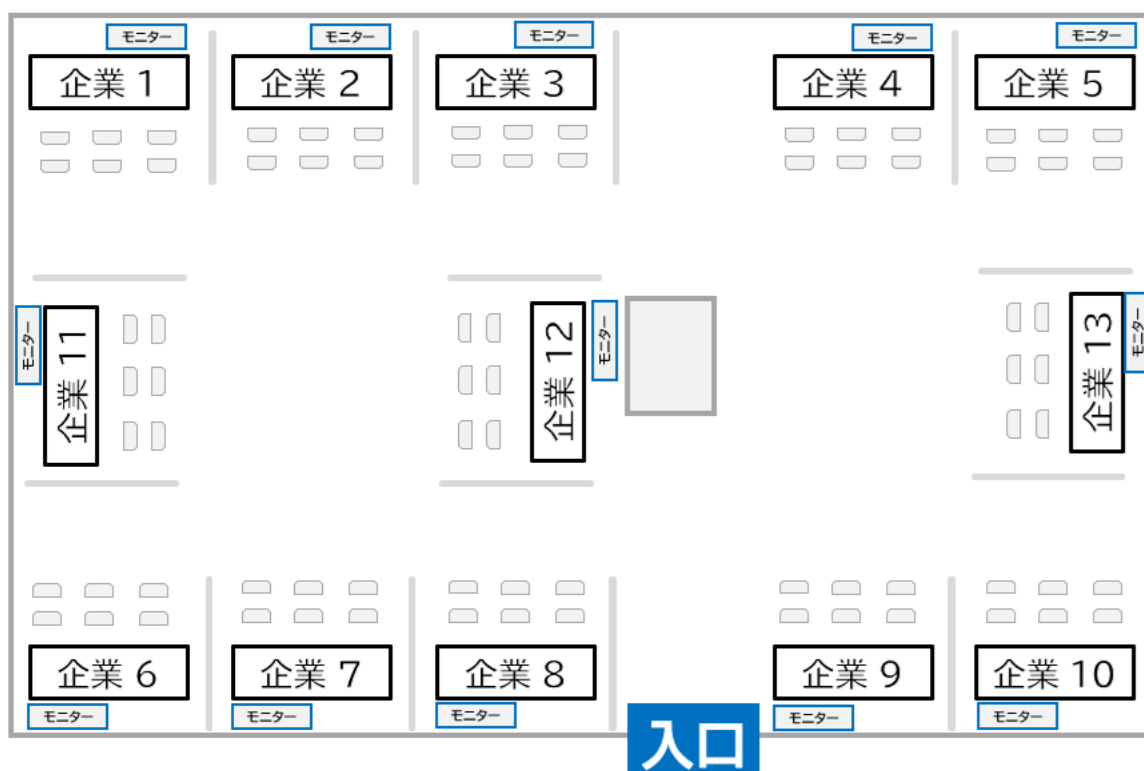 モニター
モニター
モニター
モニター
モニター
企業 1
企業 2
企業 3
企業 4
企業 5
モニター
企業 11
企業 12
モニター
企業 13
モニター
企業 6
企業 7
企業 8
企業 9
企業 10
モニター
モニター
モニター
モニター
モニター
入口